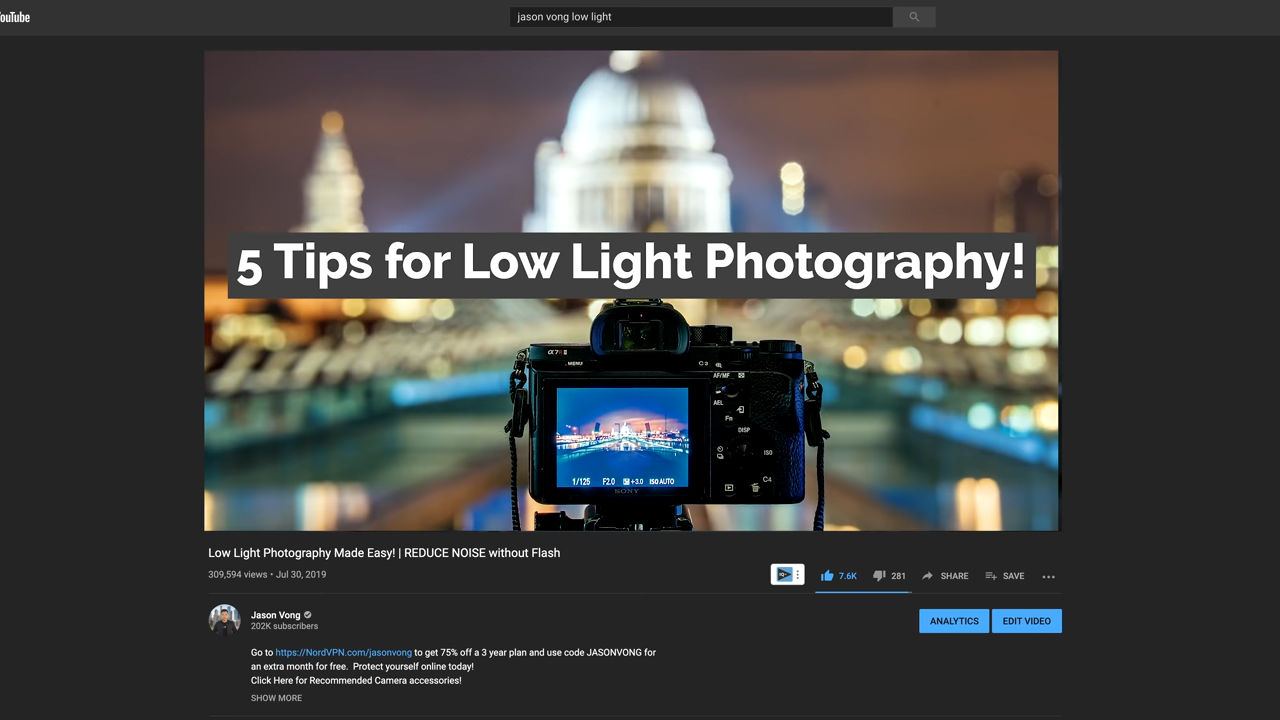 YouTube
jason vong low light
5 Tips for Low Light Photography!
α7RII
MENU
C3
AF/MF
AEL
Fn
DISP
ISO
C4
1/125 F2.0 +3.0 ISO AUTO
SONY
Low Light Photography Made Easy! | REDUCE NOISE without Flash
309,594 views • Jul 30, 2019
7.6K 281 SHARE SAVE
Jason Vong
202K subscribers
ANALYTICS EDIT VIDEO
Go to https://NordVPN.com/jasonvong to get 75% off a 3 year plan and use code JASONVONG for
an extra month for free. Protect yourself online today!
Click Here for Recommended Camera accessories!
SHOW MORE